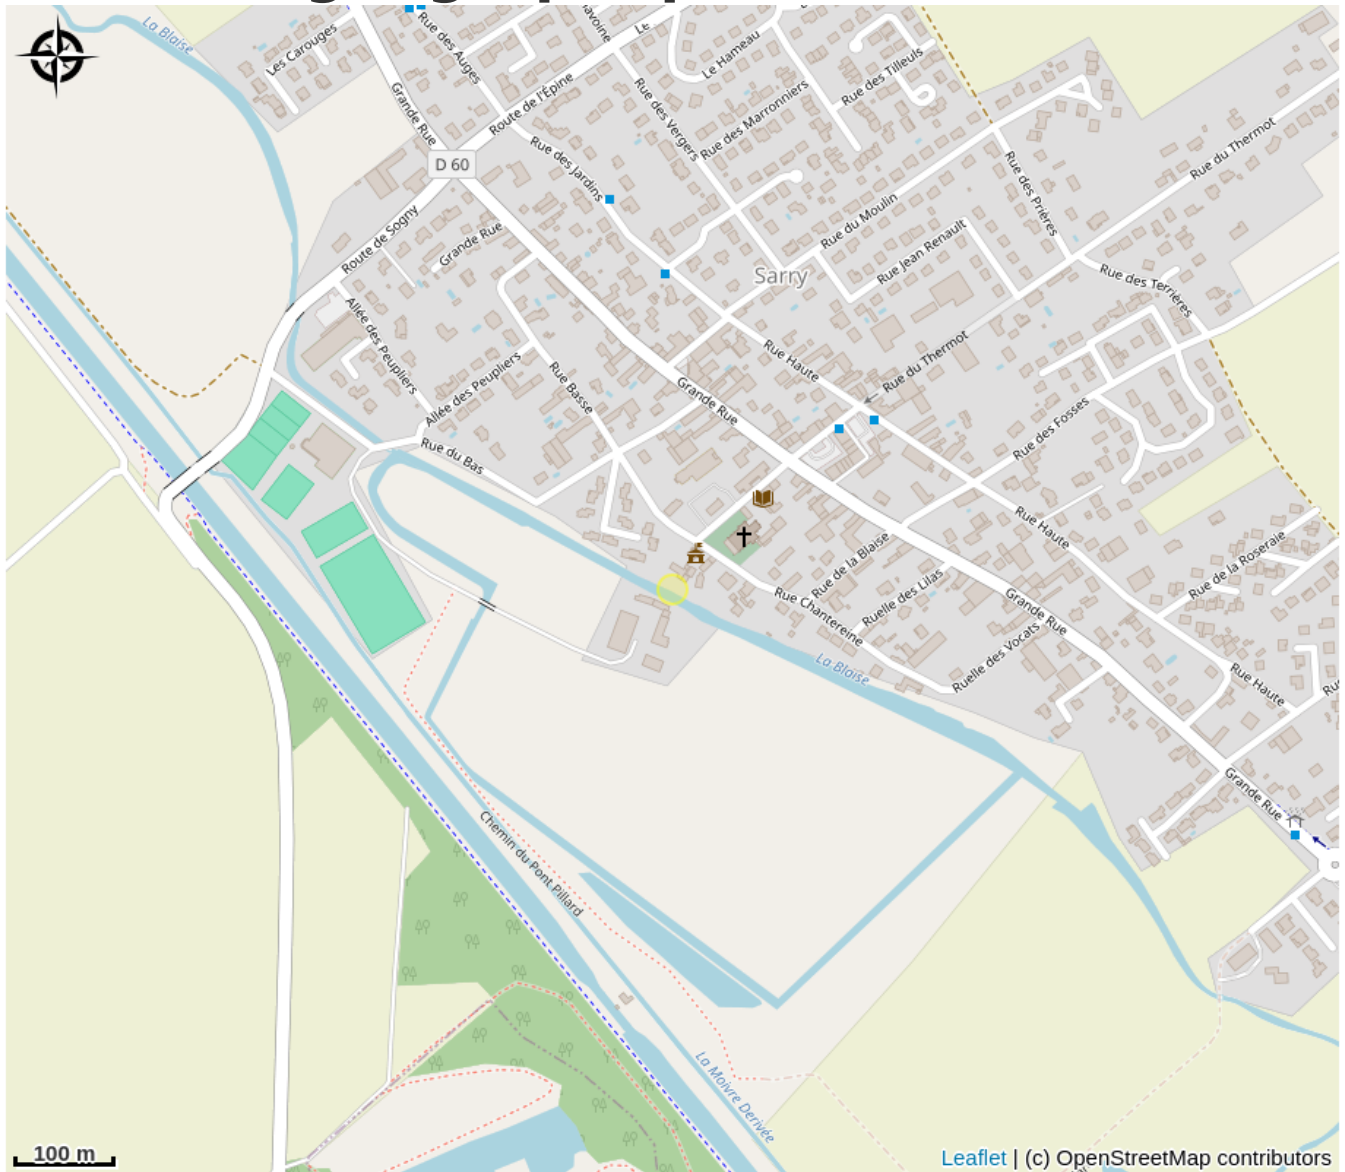 La Blaise
Les Carouges
Rue des Auges
Le
Le Hameau
Rue des Tilleuls
Grande Rue
Route de l'Épine
Rue des Vergers
Rue des Marronniers
D 60
Rue des Jardins
Rue des Prières
Rue du Thermot
Route de Sogny
Grande Rue
Rue du Moulin
Rue Jean Renault
Sarry
Rue des Terrières
Allée des Peupliers
Allée des Peupliers
Rue Basse
Rue Haute
Rue du Thermot
Grande Rue
Rue des Fosses
Rue du Bas
Rue Haute
Rue de la Blaise
Rue de la Roseraie
Ruelle des Lilas
Rue Chantereine
Grande Rue
Ruelle des Vocats
La Blaise
Rue Haute
Grande Rue
Chemin du Pont Pillard
La Moivre Derivée
100 m
Leaflet | (c) OpenStreetMap contributors